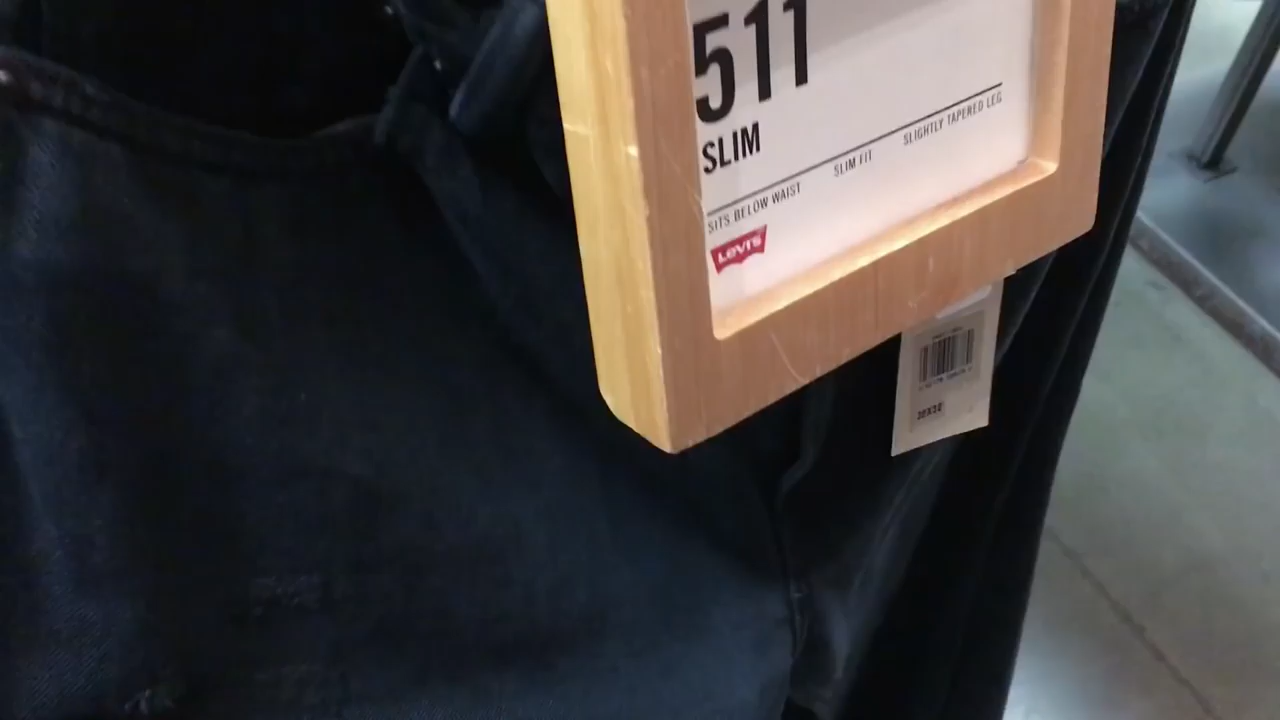 511
SLIM
SITS BELOW WAIST SLIM FIT SLIGHTLY TAPERED LEG
LEVI'S